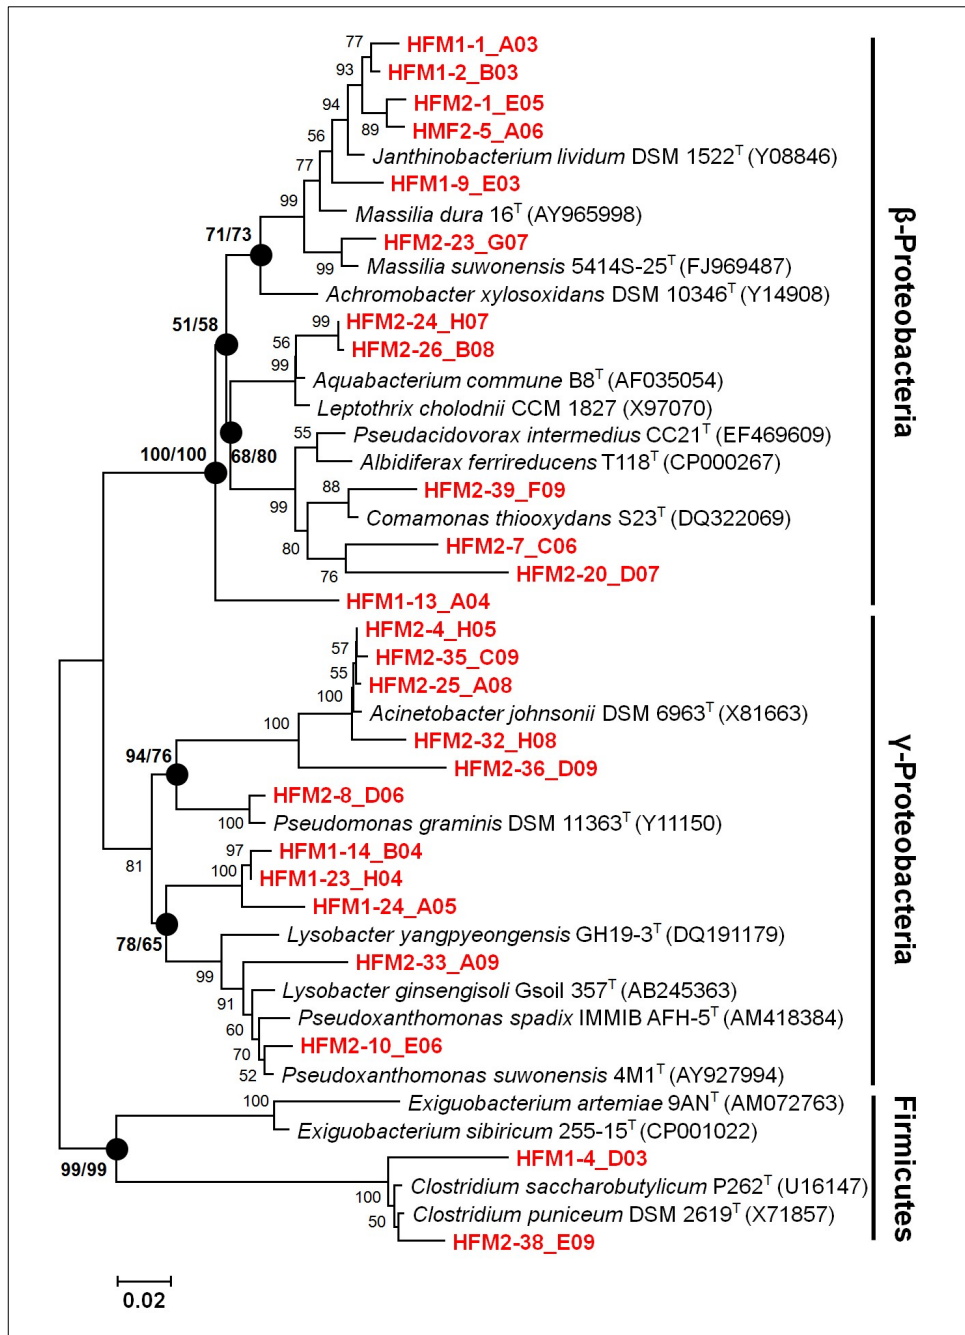 77
HFM1-1_A03
HFM1-2_B03
93
HFM2-1_E05
94
HMF2-5_A06
89
56
Janthinobacterium lividum DSM 1522T (Y08846)
77
HFM1-9_E03
99
Massilia dura 16T (AY965998)
71/73
HFM2-23_G07
99
Massilia suwonensis 5414S-25T (FJ969487)
Achromobacter xylosoxidans DSM 10346T (Y14908)
51/58
99
HFM2-24_H07
56
HFM2-26_B08
99
Aquabacterium commune B8T (AF035054)
Leptothrix cholodnii CCM 1827 (X97070)
55
Pseudacidovorax intermedius CC21T (EF469609)
100/100
68/80
Albidiferax ferrireducens T118T (CP000267)
88
HFM2-39_F09
99
Comamonas thiooxydans S23T (DQ322069)
80
HFM2-7_C06
76
HFM2-20_D07
HFM1-13_A04
β-Proteobacteria
HFM2-4_H05
57
HFM2-35_C09
55
HFM2-25_A08
100
Acinetobacter johnsonii DSM 6963T (X81663)
100
HFM2-32_H08
94/76
HFM2-36_D09
HFM2-8_D06
100
Pseudomonas graminis DSM 11363T (Y11150)
81
97
HFM1-14_B04
100
HFM1-23_H04
HFM1-24_A05
78/65
Lysobacter yangpyeongensis GH19-3T (DQ191179)
99
HFM2-33_A09
91
Lysobacter ginsengisoli Gsoil 357T (AB245363)
60
Pseudoxanthomonas spadix IMMIB AFH-5T (AM418384)
70
HFM2-10_E06
52
Pseudoxanthomonas suwonensis 4M1T (AY927994)
γ-Proteobacteria
100
Exiguobacterium artemiae 9ANT (AM072763)
Exiguobacterium sibiricum 255-15T (CP001022)
99/99
HFM1-4_D03
100
Clostridium saccharobutylicum P262T (U16147)
50
Clostridium puniceum DSM 2619T (X71857)
HFM2-38_E09
Firmicutes
0.02